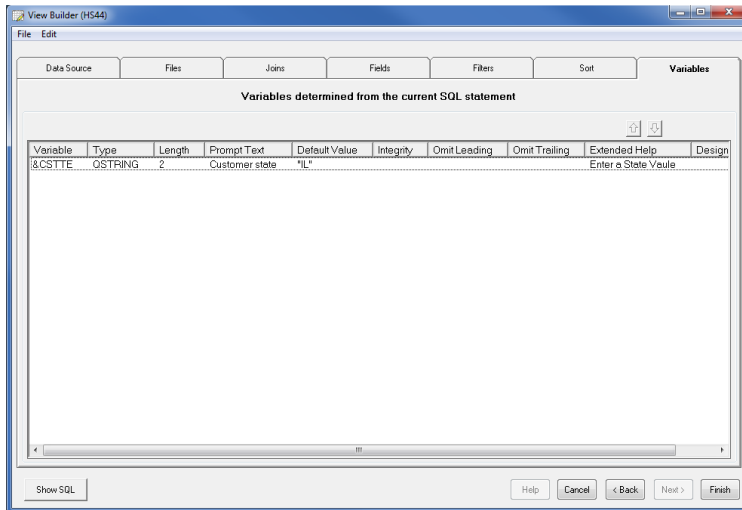 View Builder (HS44)
File Edit
Data Source Files Joins Fields Filters Sort Variables
Variables determined from the current SQL statement
Variable Type Length Prompt Text Default Value Integrity Omit Leading Omit Trailing Extended Help Design
&CSTTE QSTRING 2 Customer state "IL" Enter a State Vaule
Show SQL Help Cancel < Back Next > Finish